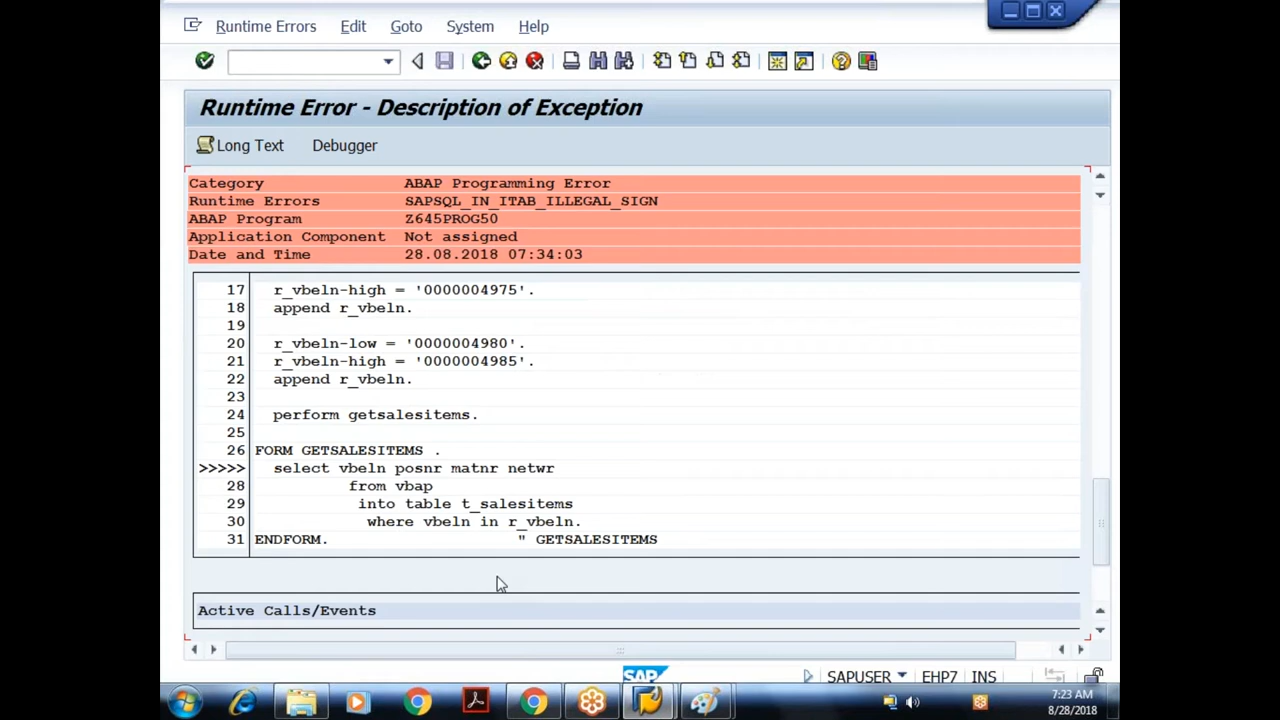 Runtime Errors Edit Goto System Help
Runtime Error - Description of Exception
Long Text Debugger
Category ABAP Programming Error
Runtime Errors SAPSQL_IN_ITAB_ILLEGAL_SIGN
ABAP Program Z645PROG50
Application Component Not assigned
Date and Time 28.08.2018 07:34:03
17 r_vbeln-high = '0000004975'.
18 append r_vbeln.
19
20 r_vbeln-low = '0000004980'.
21 r_vbeln-high = '0000004985'.
22 append r_vbeln.
23
24 perform getsalesitems.
25
26 FORM GETSALESITEMS .
>>>>> select vbeln posnr matnr netwr
28 from vbap
29 into table t_salesitems
30 where vbeln in r_vbeln.
31 ENDFORM. " GETSALESITEMS
Active Calls/Events
SAP SAPUSER EHP7 INS
7:23 AM
8/28/2018